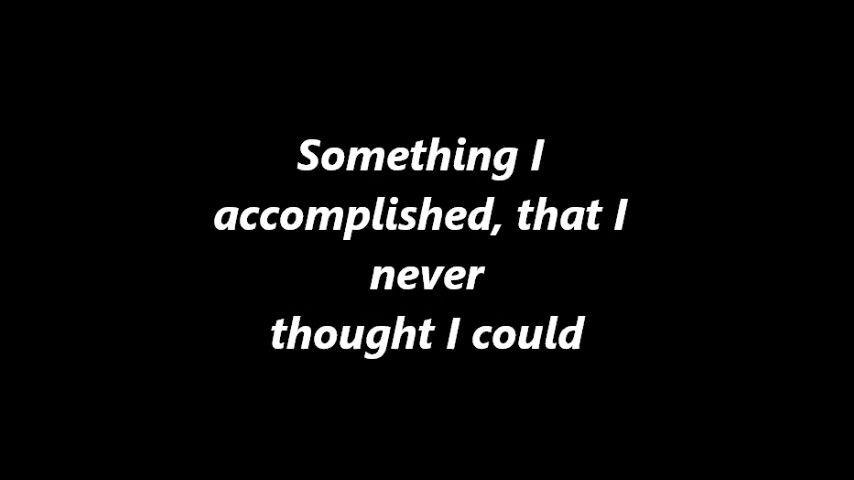 Something I
accomplished, that I
never
thought I could